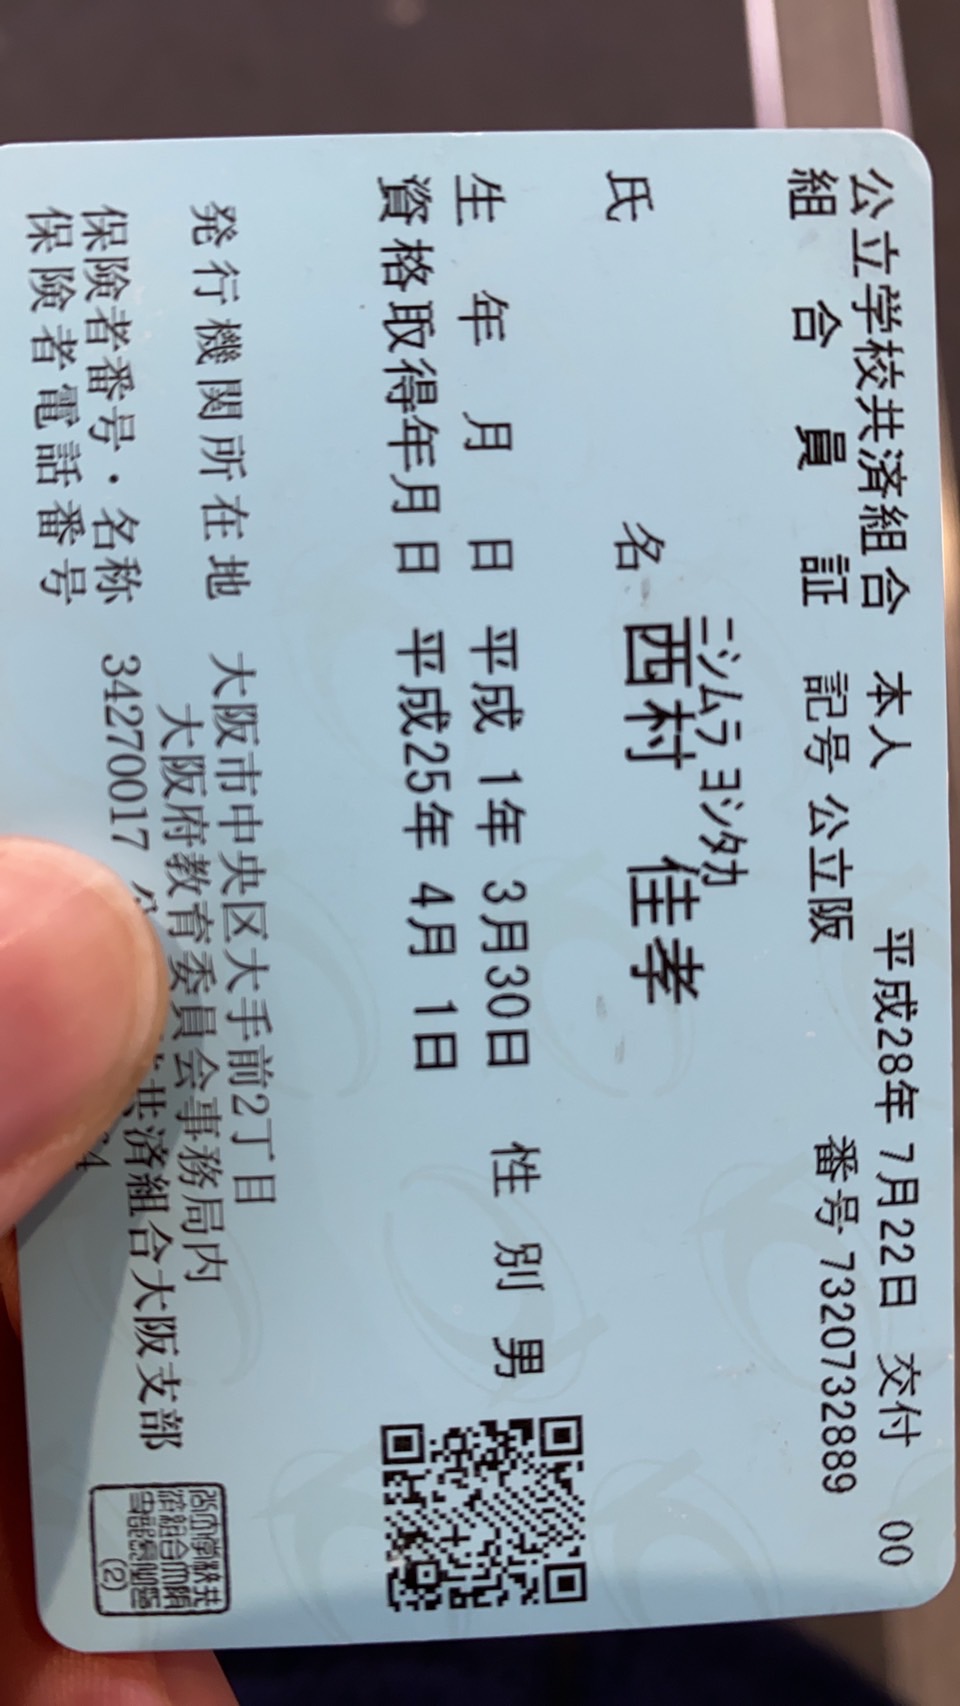 公立学校共済組合 本人 平成28年 7月22日 交付 00
組合員証 記号 公立阪 番号 7320732889
ニシムラ ヨシタカ
氏名 西村 佳孝
生年月日 平成 1年 3月30日 性別 男
資格取得年月日 平成25年 4月 1日
発行機関所在地 大阪市中央区大手前2丁目
大阪府教育委員会事務局内
保険者番号・名称 34270017 共済組合大阪支部
保険者電話番号